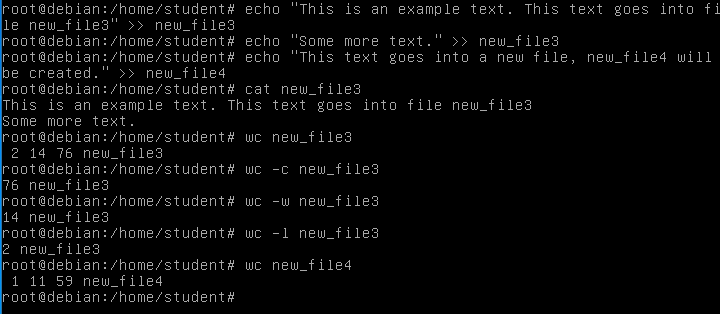 root@debian:/home/student# echo "This is an example text. This text goes into fi
le new_file3" >> new_file3
root@debian:/home/student# echo "Some more text." >> new_file3
root@debian:/home/student# echo "This text goes into a new file, new_file4 will
be created." >> new_file4
root@debian:/home/student# cat new_file3
This is an example text. This text goes into file new_file3
Some more text.
root@debian:/home/student# wc new_file3
 2 14 76 new_file3
root@debian:/home/student# wc -c new_file3
76 new_file3
root@debian:/home/student# wc -w new_file3
14 new_file3
root@debian:/home/student# wc -l new_file3
2 new_file3
root@debian:/home/student# wc new_file4
 1 11 59 new_file4
root@debian:/home/student#